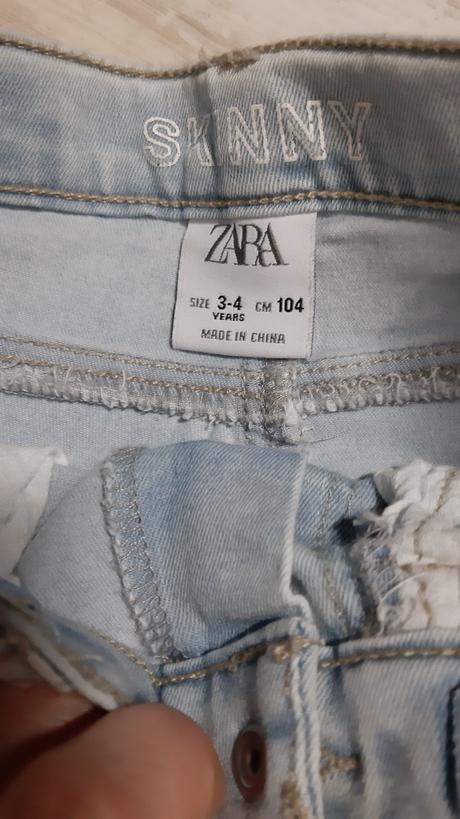 SKINNY
ZARA
SIZE 3-4 YEARS CM 104
MADE IN CHINA